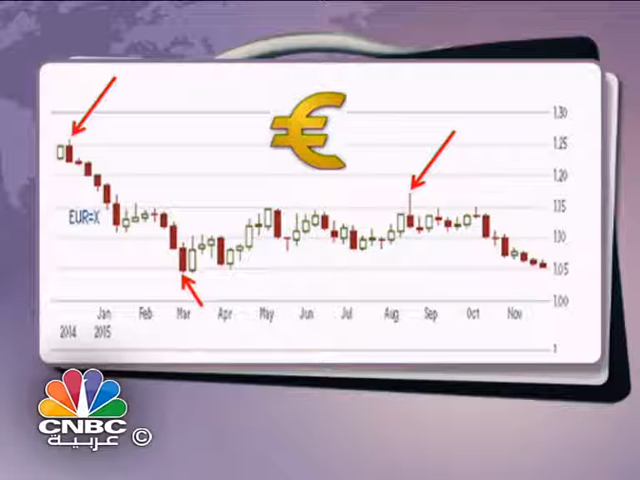 €
1.30
1.25
1.20
1.15
EUR=X
1.10
1.05
1.00
Jan Feb Mar Apr May Jun Jul Aug Sep Oct Nov
2014 2015
1
CNBC
عربية ©